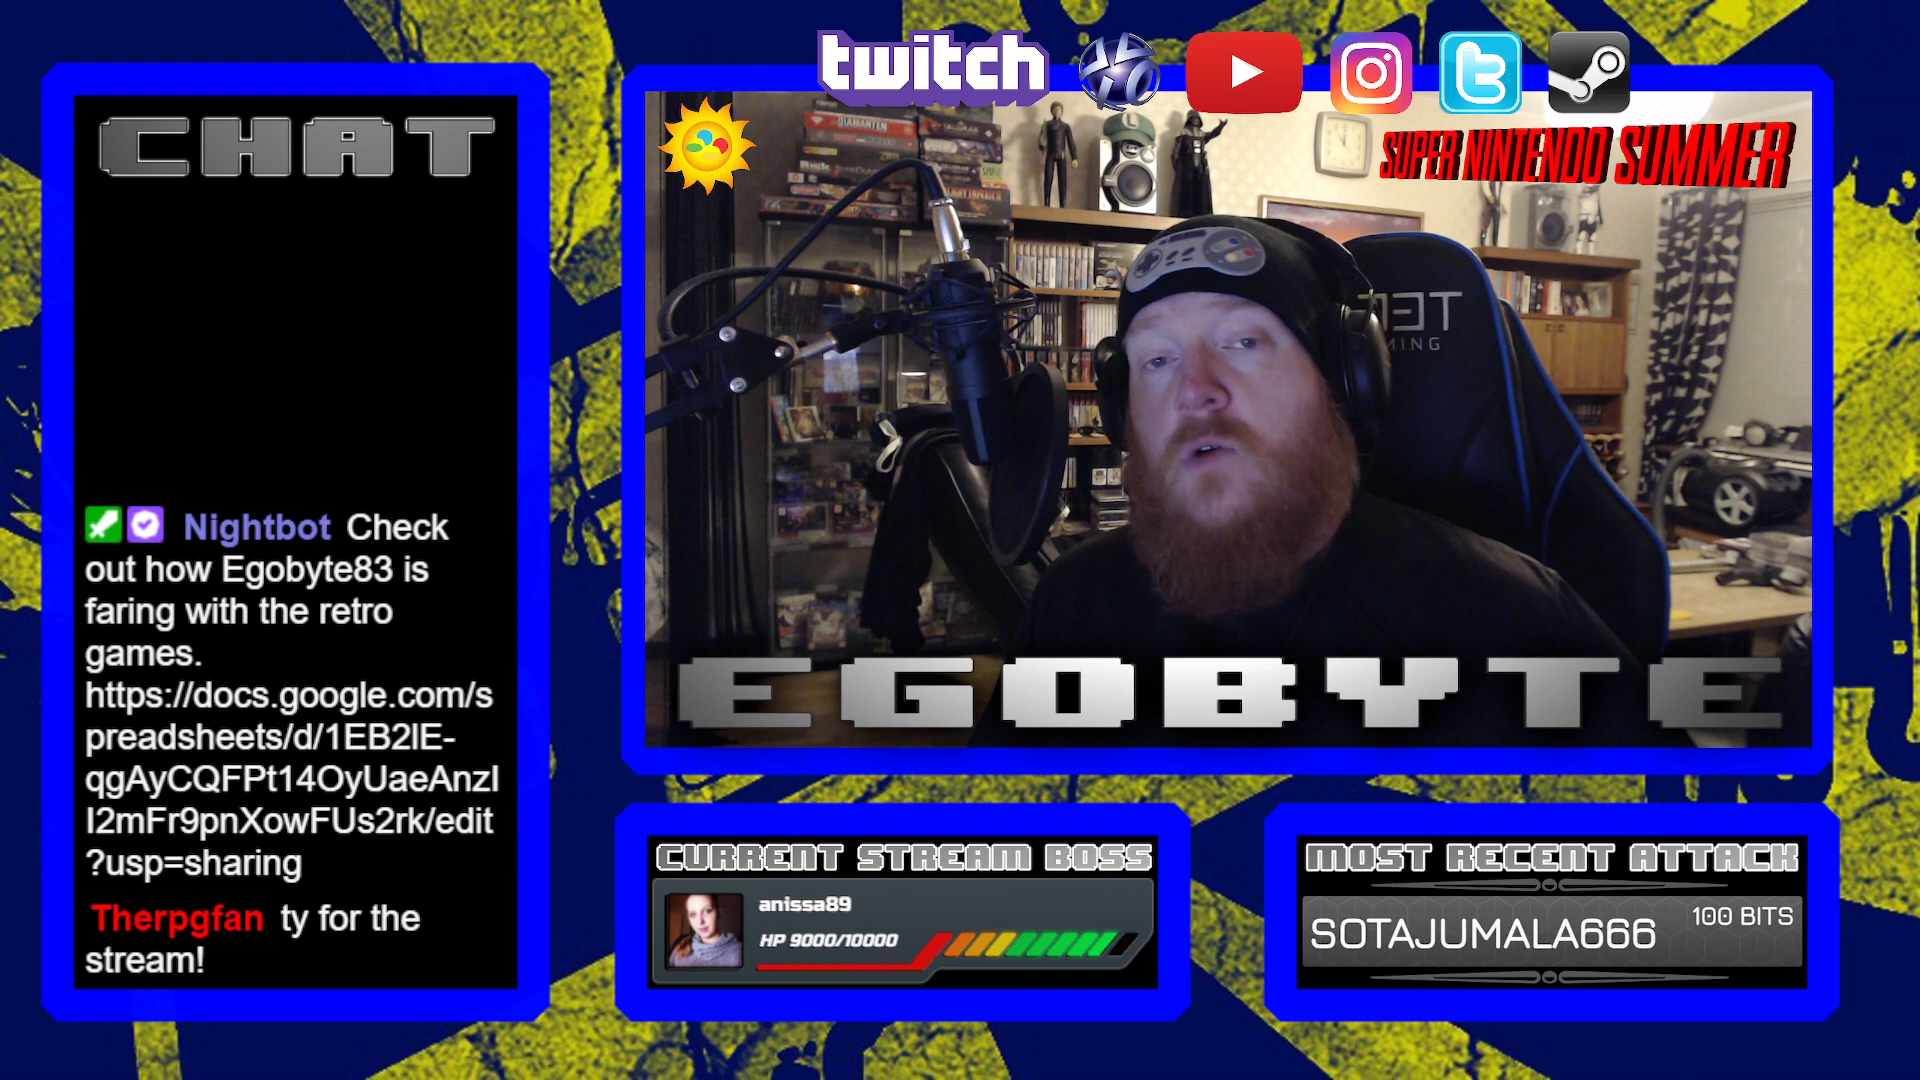 twitch
SUPER NINTENDO SUMMER
CHAT
Nightbot Check
out how Egobyte83 is
faring with the retro
games.
https://docs.google.com/s
preadsheets/d/1EB2lE-
qgAyCQFPt14OyUaeAnzI
I2mFr9pnXowFUs2rk/edit
?usp=sharing
Therpgfan ty for the
stream!
DIAMANTEN
L
EGOBYTE
CURRENT STREAM BOSS
anissa89
HP 9000/10000
MOST RECENT ATTACK
SOTAJUMALA666
100 BITS